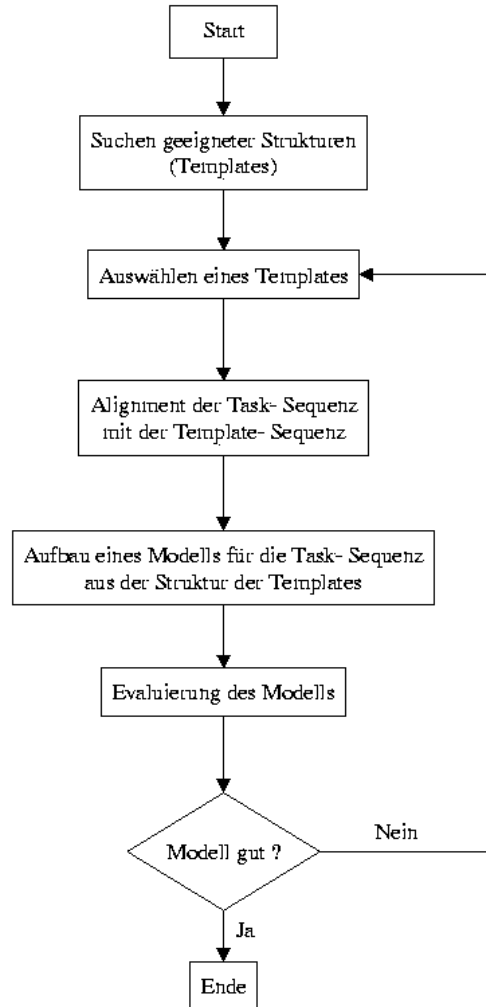 Start
Suchen geeigneter Strukturen
(Templates)
Auswählen eines Templates
Alignment der Task- Sequenz
mit der Template- Sequenz
Aufbau eines Modells für die Task- Sequenz
aus der Struktur der Templates
Evaluierung des Modells
Modell gut ?
Nein
Ja
Ende